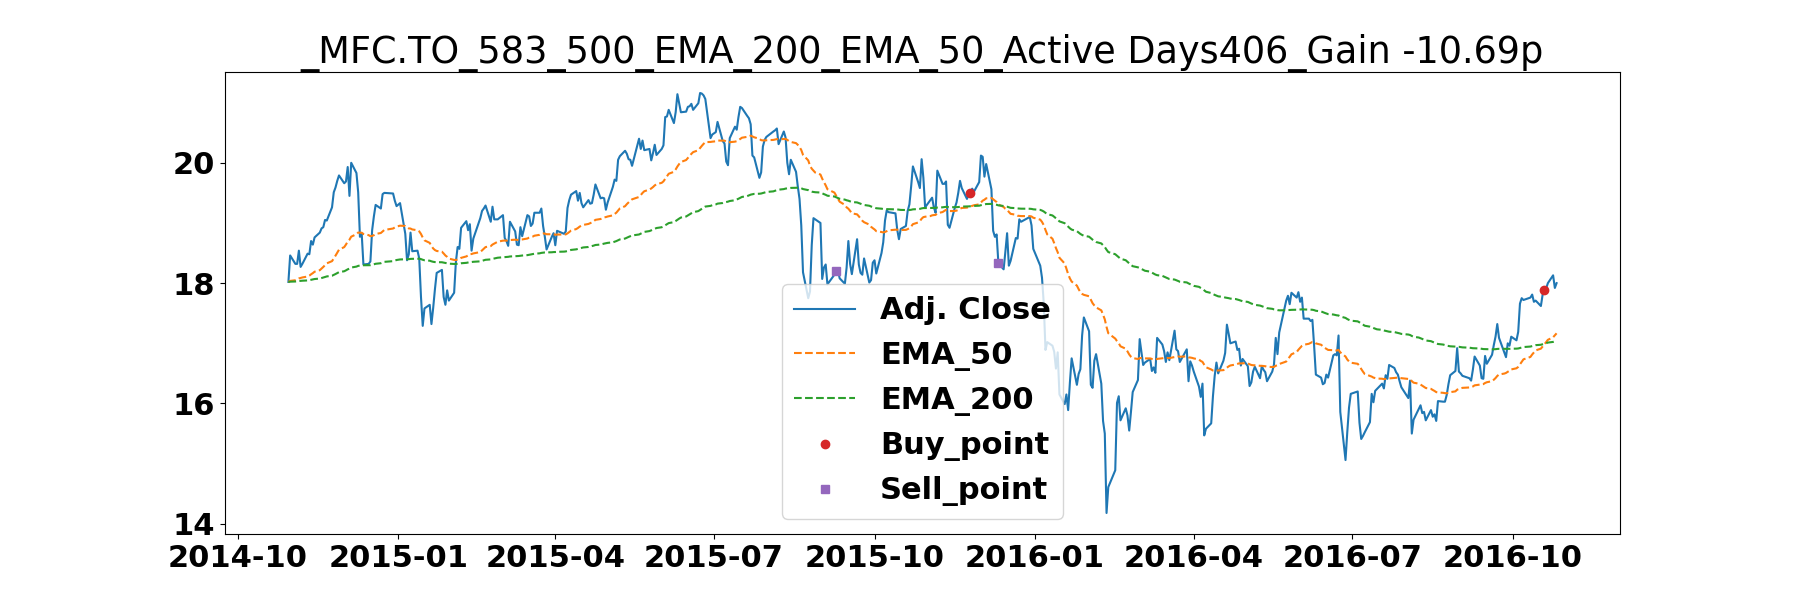 _MFC.TO_583_500_EMA_200_EMA_50_Active Days406_Gain -10.69p
20
18
16
14
Adj. Close
EMA_50
EMA_200
Buy_point
Sell_point
2014-10 2015-01 2015-04 2015-07 2015-10 2016-01 2016-04 2016-07 2016-10